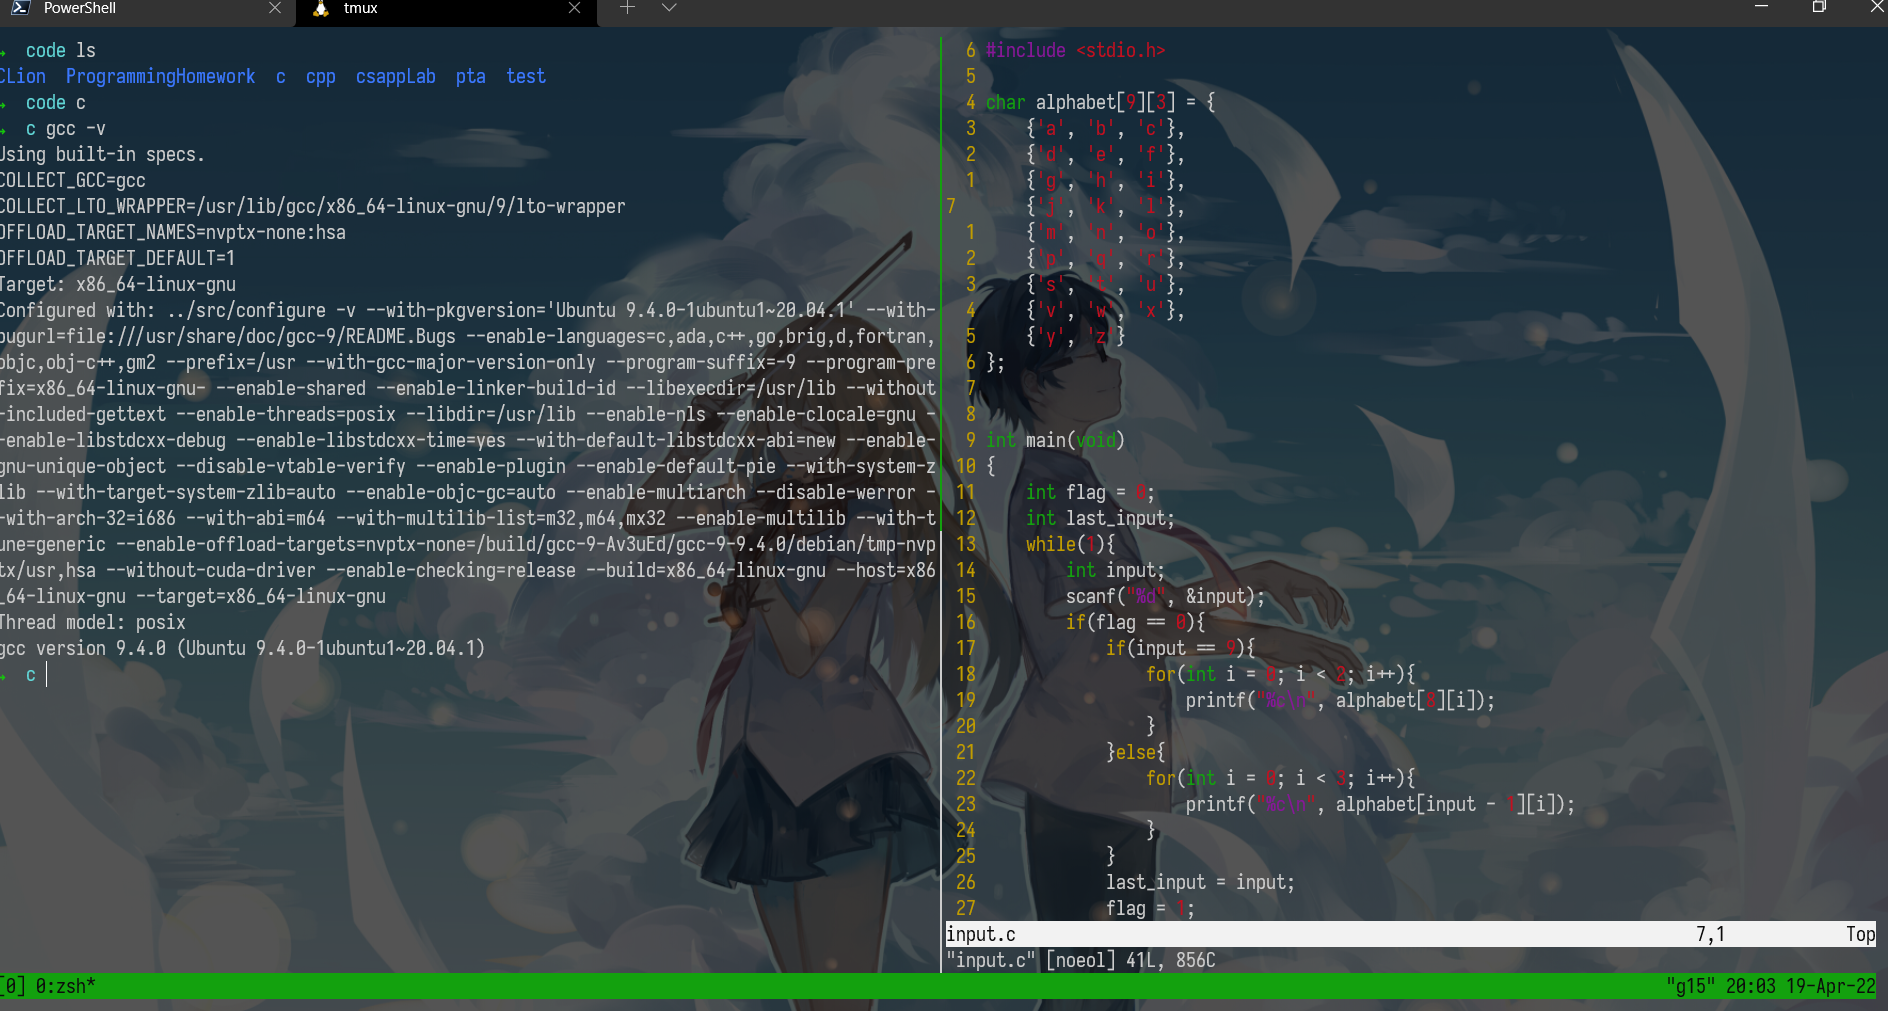 PowerShell
tmux
code ls
CLion ProgrammingHomework c cpp csappLab pta test
code c
c gcc -v
Using built-in specs.
COLLECT_GCC=gcc
COLLECT_LTO_WRAPPER=/usr/lib/gcc/x86_64-linux-gnu/9/lto-wrapper
OFFLOAD_TARGET_NAMES=nvptx-none:hsa
OFFLOAD_TARGET_DEFAULT=1
Target: x86_64-linux-gnu
Configured with: ../src/configure -v --with-pkgversion='Ubuntu 9.4.0-1ubuntu1~20.04.1' --with-
bugurl=file:///usr/share/doc/gcc-9/README.Bugs --enable-languages=c,ada,c++,go,brig,d,fortran,
objc,obj-c++,gm2 --prefix=/usr --with-gcc-major-version-only --program-suffix=-9 --program-pre
fix=x86_64-linux-gnu- --enable-shared --enable-linker-build-id --libexecdir=/usr/lib --without
-included-gettext --enable-threads=posix --libdir=/usr/lib --enable-nls --enable-clocale=gnu -
-enable-libstdcxx-debug --enable-libstdcxx-time=yes --with-default-libstdcxx-abi=new --enable-
gnu-unique-object --disable-vtable-verify --enable-plugin --enable-default-pie --with-system-z
lib --with-target-system-zlib=auto --enable-objc-gc=auto --enable-multiarch --disable-werror -
-with-arch-32=i686 --with-abi=m64 --with-multilib-list=m32,m64,mx32 --enable-multilib --with-t
une=generic --enable-offload-targets=nvptx-none=/build/gcc-9-Av3uEd/gcc-9-9.4.0/debian/tmp-nvp
tx/usr,hsa --without-cuda-driver --enable-checking=release --build=x86_64-linux-gnu --host=x86
_64-linux-gnu --target=x86_64-linux-gnu
Thread model: posix
gcc version 9.4.0 (Ubuntu 9.4.0-1ubuntu1~20.04.1)
c
6 #include <stdio.h>
5
4 char alphabet[9][3] = {
3 {'a', 'b', 'c'},
2 {'d', 'e', 'f'},
1 {'g', 'h', 'i'},
7 {'j', 'k', 'l'},
1 {'m', 'n', 'o'},
2 {'p', 'q', 'r'},
3 {'s', 't', 'u'},
4 {'v', 'w', 'x'},
5 {'y', 'z'}
6 };
7
8
9 int main(void)
10 {
11 int flag = 0;
12 int last_input;
13 while(1){
14 int input;
15 scanf("%d", &input);
16 if(flag == 0){
17 if(input == 9){
18 for(int i = 0; i < 2; i++){
19 printf("%c\n", alphabet[8][i]);
20 }
21 }else{
22 for(int i = 0; i < 3; i++){
23 printf("%c\n", alphabet[input - 1][i]);
24 }
25 }
26 last_input = input;
27 flag = 1;
input.c 7,1 Top
"input.c" [noeol] 41L, 856C
[0] 0:zsh* "g15" 20:03 19-Apr-22